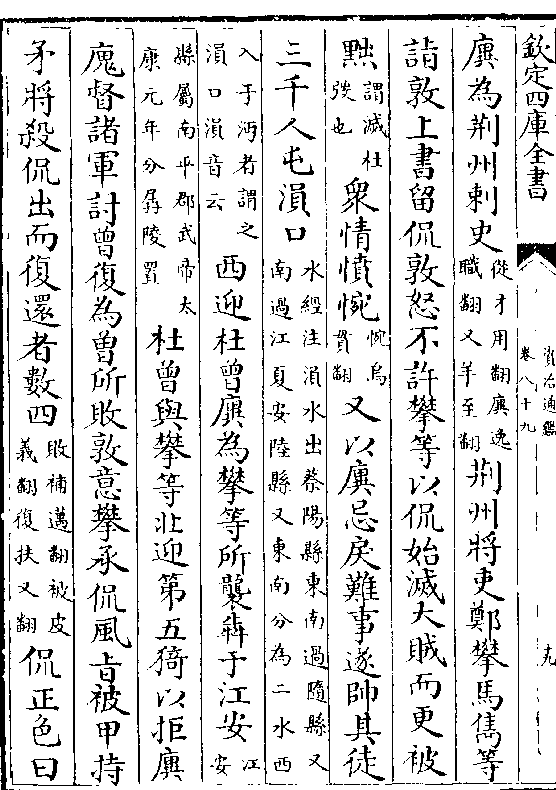 欽定四庫全書
資治通鑑
卷八十九
九
廙為荆州刺史從才用翻廙逸職翻又羊至翻荆州將吏鄭攀馬雋等
詣敦上書留侃敦怒不許攀等以侃始滅大賊而更被
黜謂滅杜弢也衆情憤惋惋烏貫翻又以廙忌戾難事遂帥其徒
三千人屯溳口水經注溳水出蔡陽縣東南過隨縣又南過江夏安陸縣又東南分為二水西
入于沔者謂之溳口溳音云西迎杜曾廙為攀等所襲犇于江安江安
縣屬南平郡武帝太康元年分孱陵置杜曾與攀等北迎第五猗以拒廙
廙督諸軍討曾復為曾所敗敦意攀承侃風旨被甲持
矛將殺侃出而復還者數四敗補邁翻被皮義翻復扶又翻侃正色曰